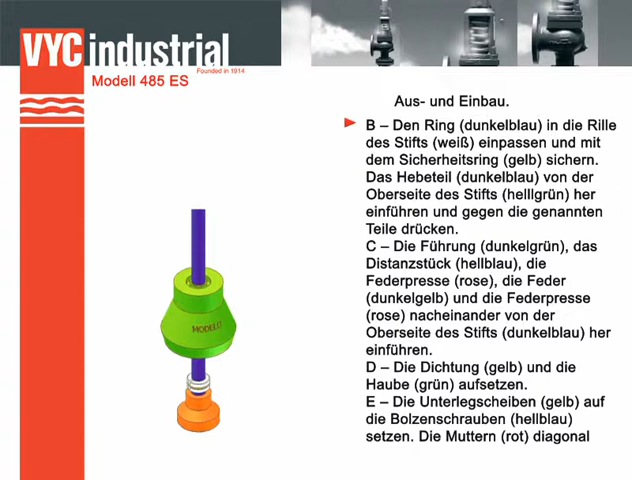 VYC industrial
Founded in 1914
Modell 485 ES
Aus- und Einbau.
B – Den Ring (dunkelblau) in die Rille
des Stifts (weiß) einpassen und mit
dem Sicherheitsring (gelb) sichern.
Das Hebeteil (dunkelblau) von der
Oberseite des Stifts (helllgrün) her
einführen und gegen die genannten
Teile drücken.
C – Die Führung (dunkelgrün), das
Distanzstück (hellblau), die
Federpresse (rose), die Feder
(dunkelgelb) und die Federpresse
(rose) nacheinander von der
Oberseite des Stifts (dunkelblau) her
einführen.
D – Die Dichtung (gelb) und die
Haube (grün) aufsetzen.
E – Die Unterlegscheiben (gelb) auf
die Bolzenschrauben (hellblau)
setzen. Die Muttern (rot) diagonal
MODELO